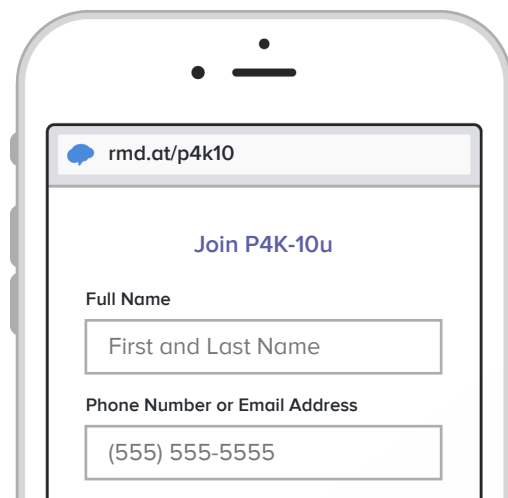 rmd.at/p4k10
Join P4K-10u
Full Name
First and Last Name
Phone Number or Email Address
(555) 555-5555